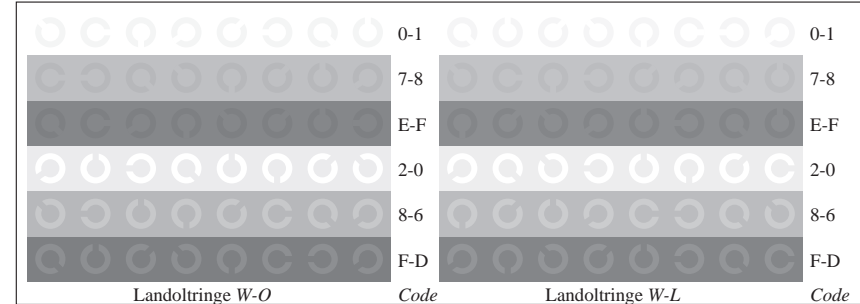 0-1 0-1
7-8 7-8
E-F E-F
2-0 2-0
8-6 8-6
F-D F-D
Landoltringe W-O Code Landoltringe W-L Code